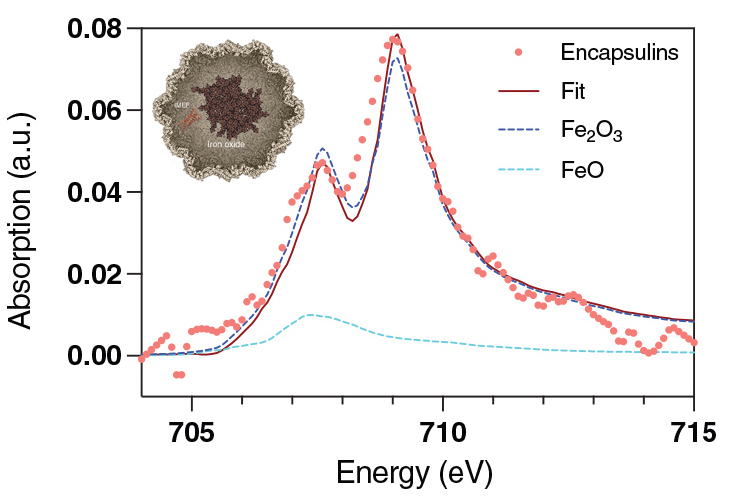 0.08
0.06
0.04
0.02
0.00
Absorption (a.u.)
705
710
715
Energy (eV)
Encapsulins
Fit
Fe₂O₃
FeO
iMEF
Iron oxide